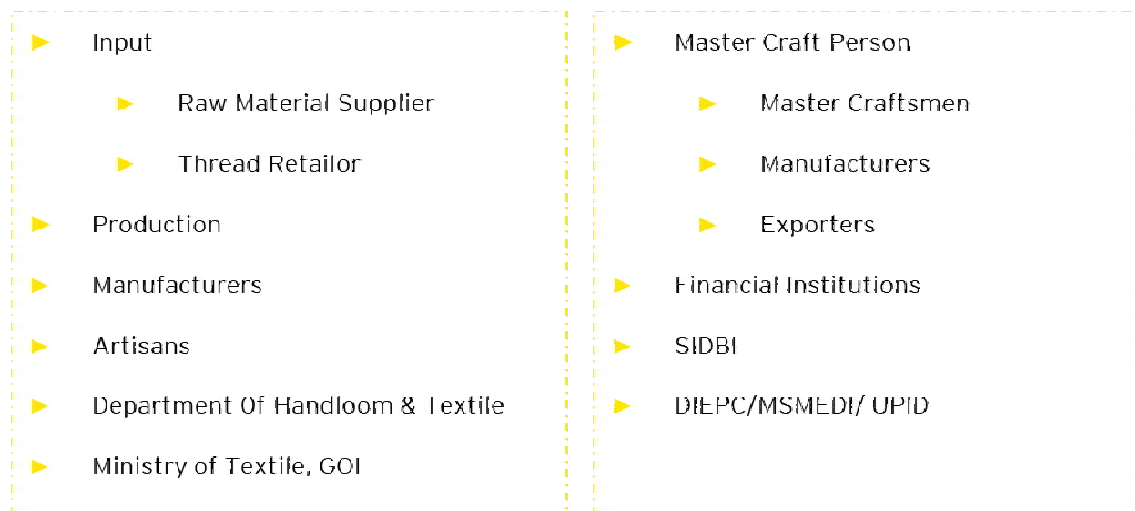 Input
Raw Material Supplier
Thread Retailor
Production
Manufacturers
Artisans
Department Of Handloom & Textile
Ministry of Textile, GOI
Master Craft Person
Master Craftsmen
Manufacturers
Exporters
Financial Institutions
SIDBI
DIEPC/MSMEDI/ UPID